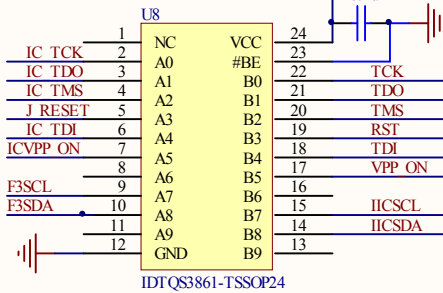 U8
1 NC VCC 24
IC_TCK 2 A0 #BE 23
IC_TDO 3 A1 B0 22 TCK
IC_TMS 4 A2 B1 21 TDO
J_RESET 5 A3 B2 20 TMS
IC_TDI 6 A4 B3 19 RST
ICVPP_ON 7 A5 B4 18 TDI
8 A6 B5 17 VPP_ON
F3SCL 9 A7 B6 16
F3SDA 10 A8 B7 15 IICSCL
11 A9 B8 14 IICSDA
12 GND B9 13
IDTQS3861-TSSOP24